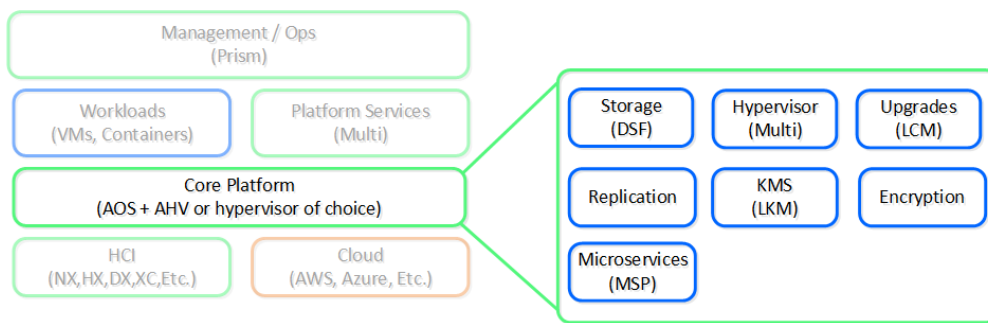 Management / Ops
(Prism)
Workloads
(VMs, Containers)
Platform Services
(Multi)
Core Platform
(AOS + AHV or hypervisor of choice)
HCI
(NX,HX,DX,XC,Etc.)
Cloud
(AWS, Azure, Etc.)
Storage
(DSF)
Hypervisor
(Multi)
Upgrades
(LCM)
Replication
KMS
(LKM)
Encryption
Microservices
(MSP)